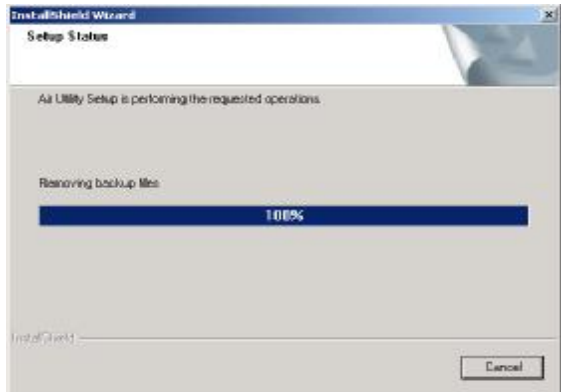 InstallShield Wizard
Setup Status
Air Utility Setup is performing the requested operations.
Removing backup files
100%
InstallShield
Cancel